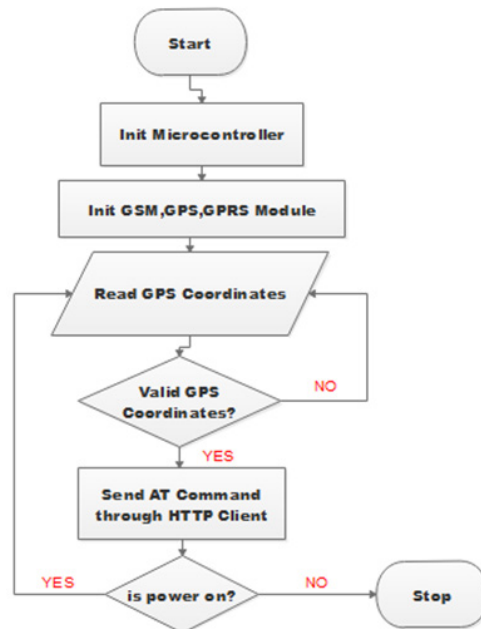 Start
Init Microcontroller
Init GSM,GPS,GPRS Module
Read GPS Coordinates
Valid GPS
Coordinates?
NO
YES
Send AT Command
through HTTP Client
YES
is power on?
NO
Stop